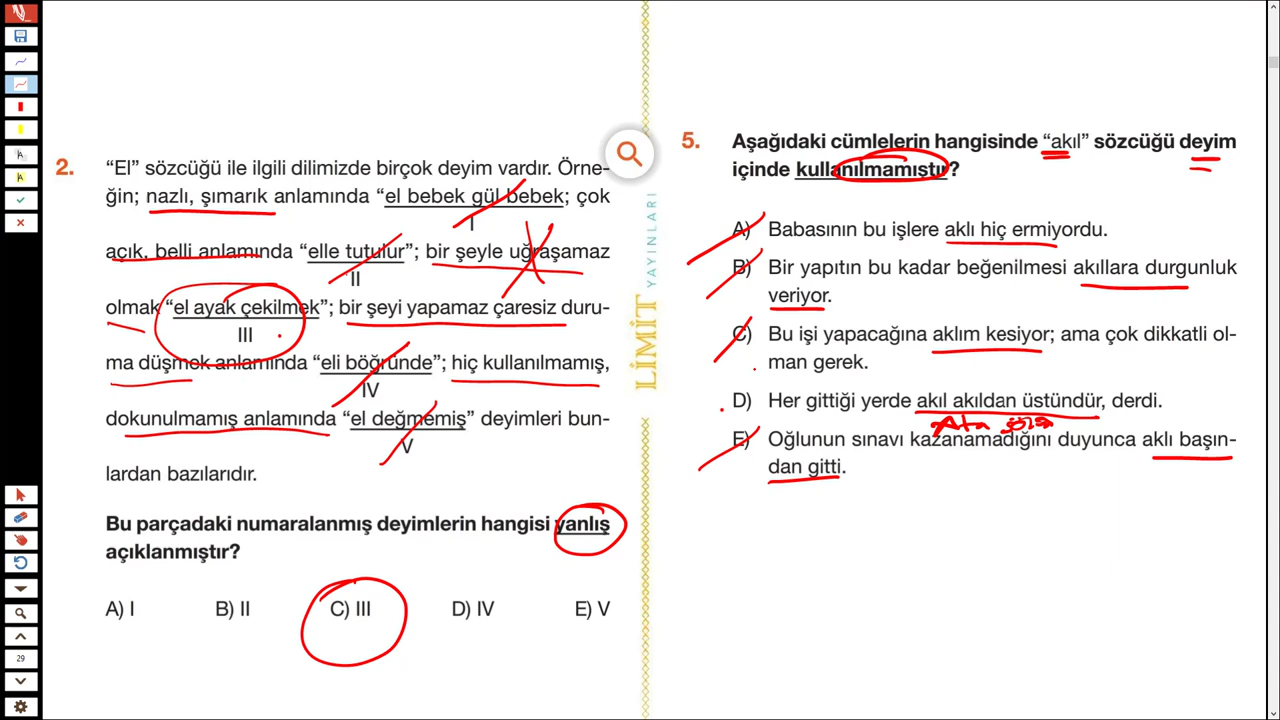 2. “El” sözcüğü ile ilgili dilimizde birçok deyim vardır. Örne-
ğin; nazlı, şımarık anlamında “el bebek gül bebek; çok
I
açık, belli anlamında “elle tutulur”; bir şeyle uğraşamaz
II
olmak “el ayak çekilmek”; bir şeyi yapamaz çaresiz duru-
III
ma düşmek anlamında “eli böğründe”; hiç kullanılmamış,
IV
dokunulmamış anlamında “el değmemiş” deyimleri bun-
V
lardan bazılarıdır.
Bu parçadaki numaralanmış deyimlerin hangisi yanlış
açıklanmıştır?
A) I B) II C) III D) IV E) V
LİMİT YAYINLARI
5. Aşağıdaki cümlelerin hangisinde “akıl” sözcüğü deyim
içinde kullanılmamıştır?
A) Babasının bu işlere aklı hiç ermiyordu.
B) Bir yapıtın bu kadar beğenilmesi akıllara durgunluk
veriyor.
C) Bu işi yapacağına aklım kesiyor; ama çok dikkatli ol-
man gerek.
D) Her gittiği yerde akıl akıldan üstündür, derdi.
Ata sözü
E) Oğlunun sınavı kazanamadığını duyunca aklı başın-
dan gitti.
29